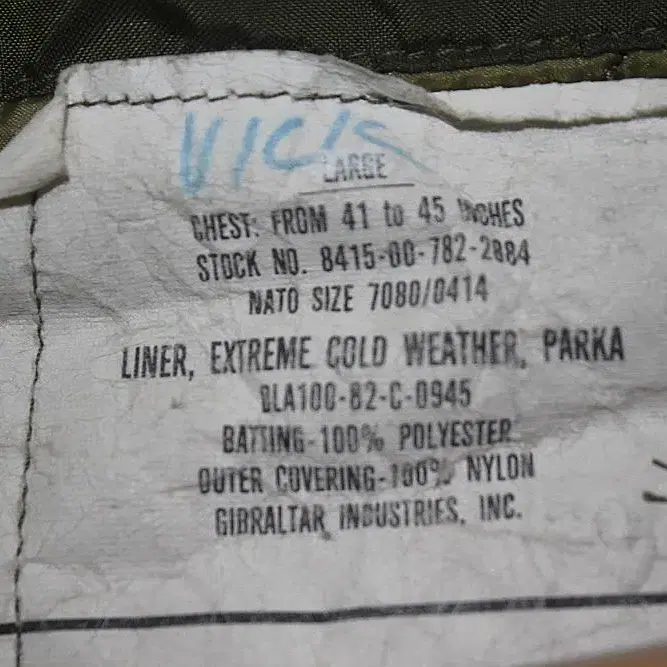 LARGE
CHEST: FROM 41 to 45 INCHES
STOCK NO. 8415-00-782-2884
NATO SIZE 7080/0414
LINER, EXTREME COLD WEATHER, PARKA
DLA100-82-C-0945
BATTING-100% POLYESTER
OUTER COVERING-100% NYLON
GIBRALTAR INDUSTRIES, INC.